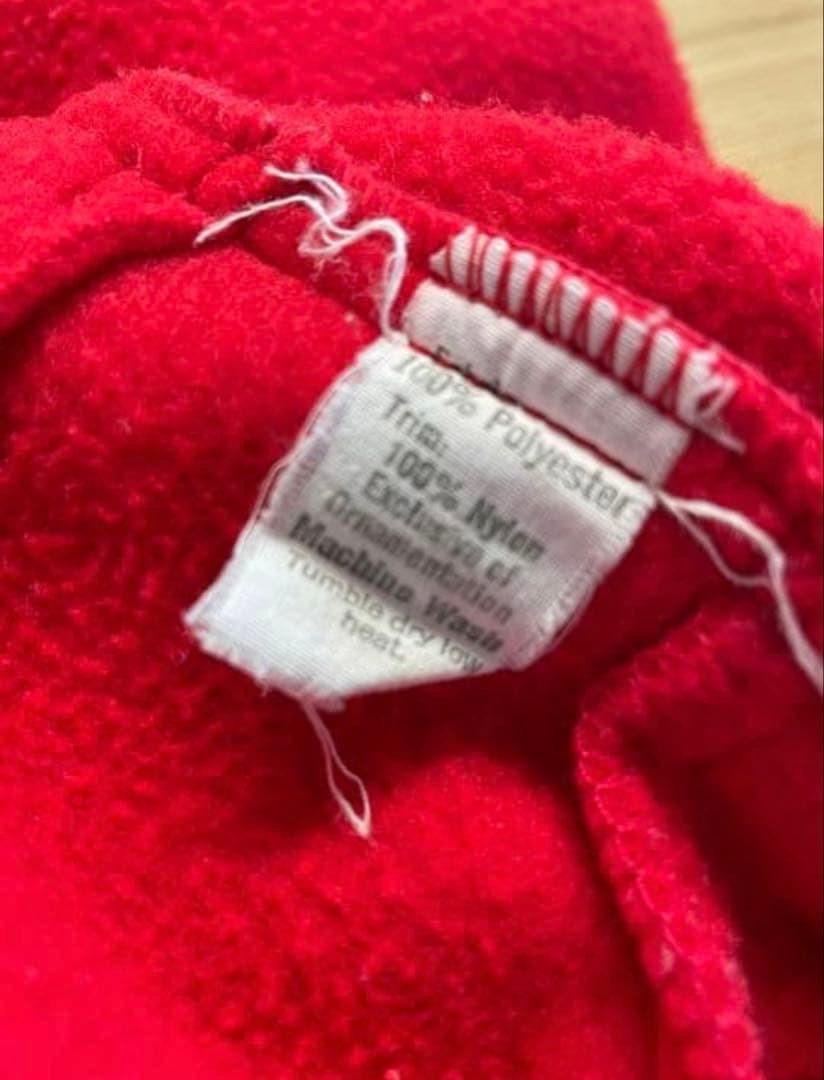 100% Polyester
Trim:
100% Nylon
Exclusive of
Ornamentation
Machine Wash
Tumble dry low
heat.